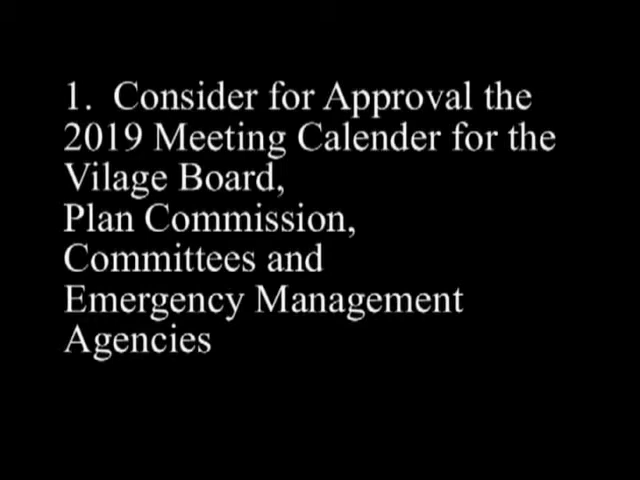 1.  Consider for Approval the
2019 Meeting Calender for the
Vilage Board,
Plan Commission,
Committees and
Emergency Management
Agencies